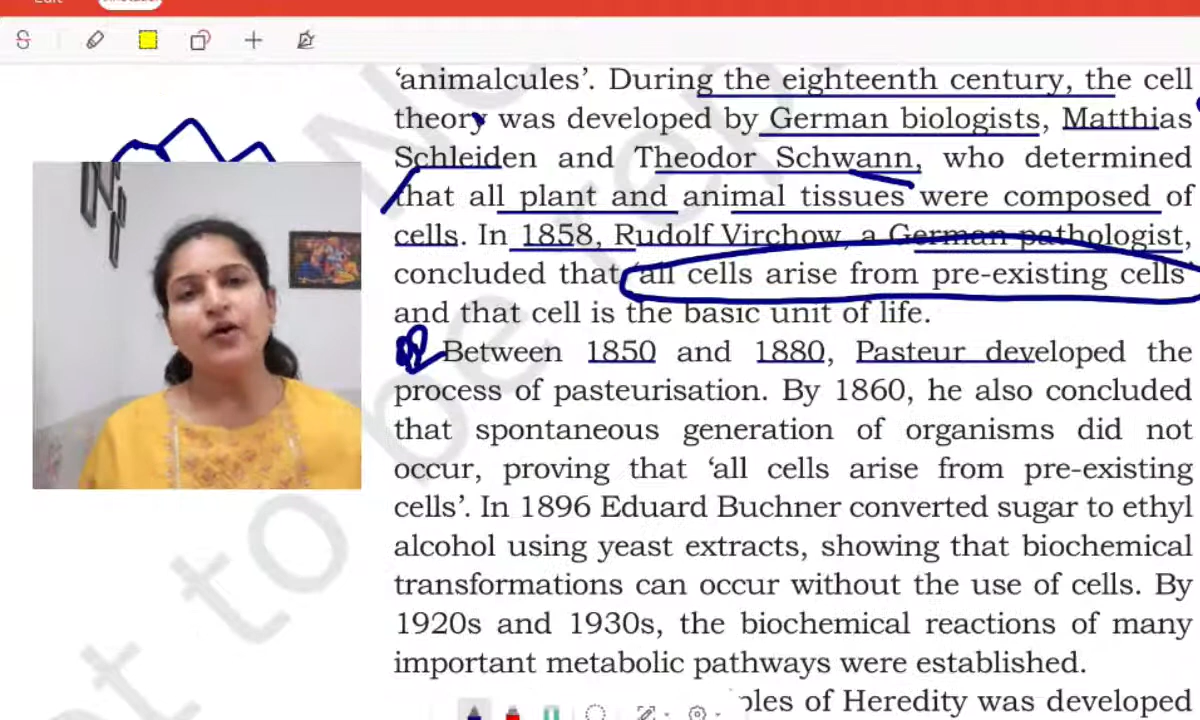 'animalcules'. During the eighteenth century, the cell
theory was developed by German biologists, Matthias
Schleiden and Theodor Schwann, who determined
that all plant and animal tissues were composed of
cells. In 1858, Rudolf Virchow, a German pathologist,
concluded that 'all cells arise from pre-existing cells'
and that cell is the basic unit of life.
Between 1850 and 1880, Pasteur developed the
process of pasteurisation. By 1860, he also concluded
that spontaneous generation of organisms did not
occur, proving that 'all cells arise from pre-existing
cells'. In 1896 Eduard Buchner converted sugar to ethyl
alcohol using yeast extracts, showing that biochemical
transformations can occur without the use of cells. By
1920s and 1930s, the biochemical reactions of many
important metabolic pathways were established.
of Heredity was developed
to be